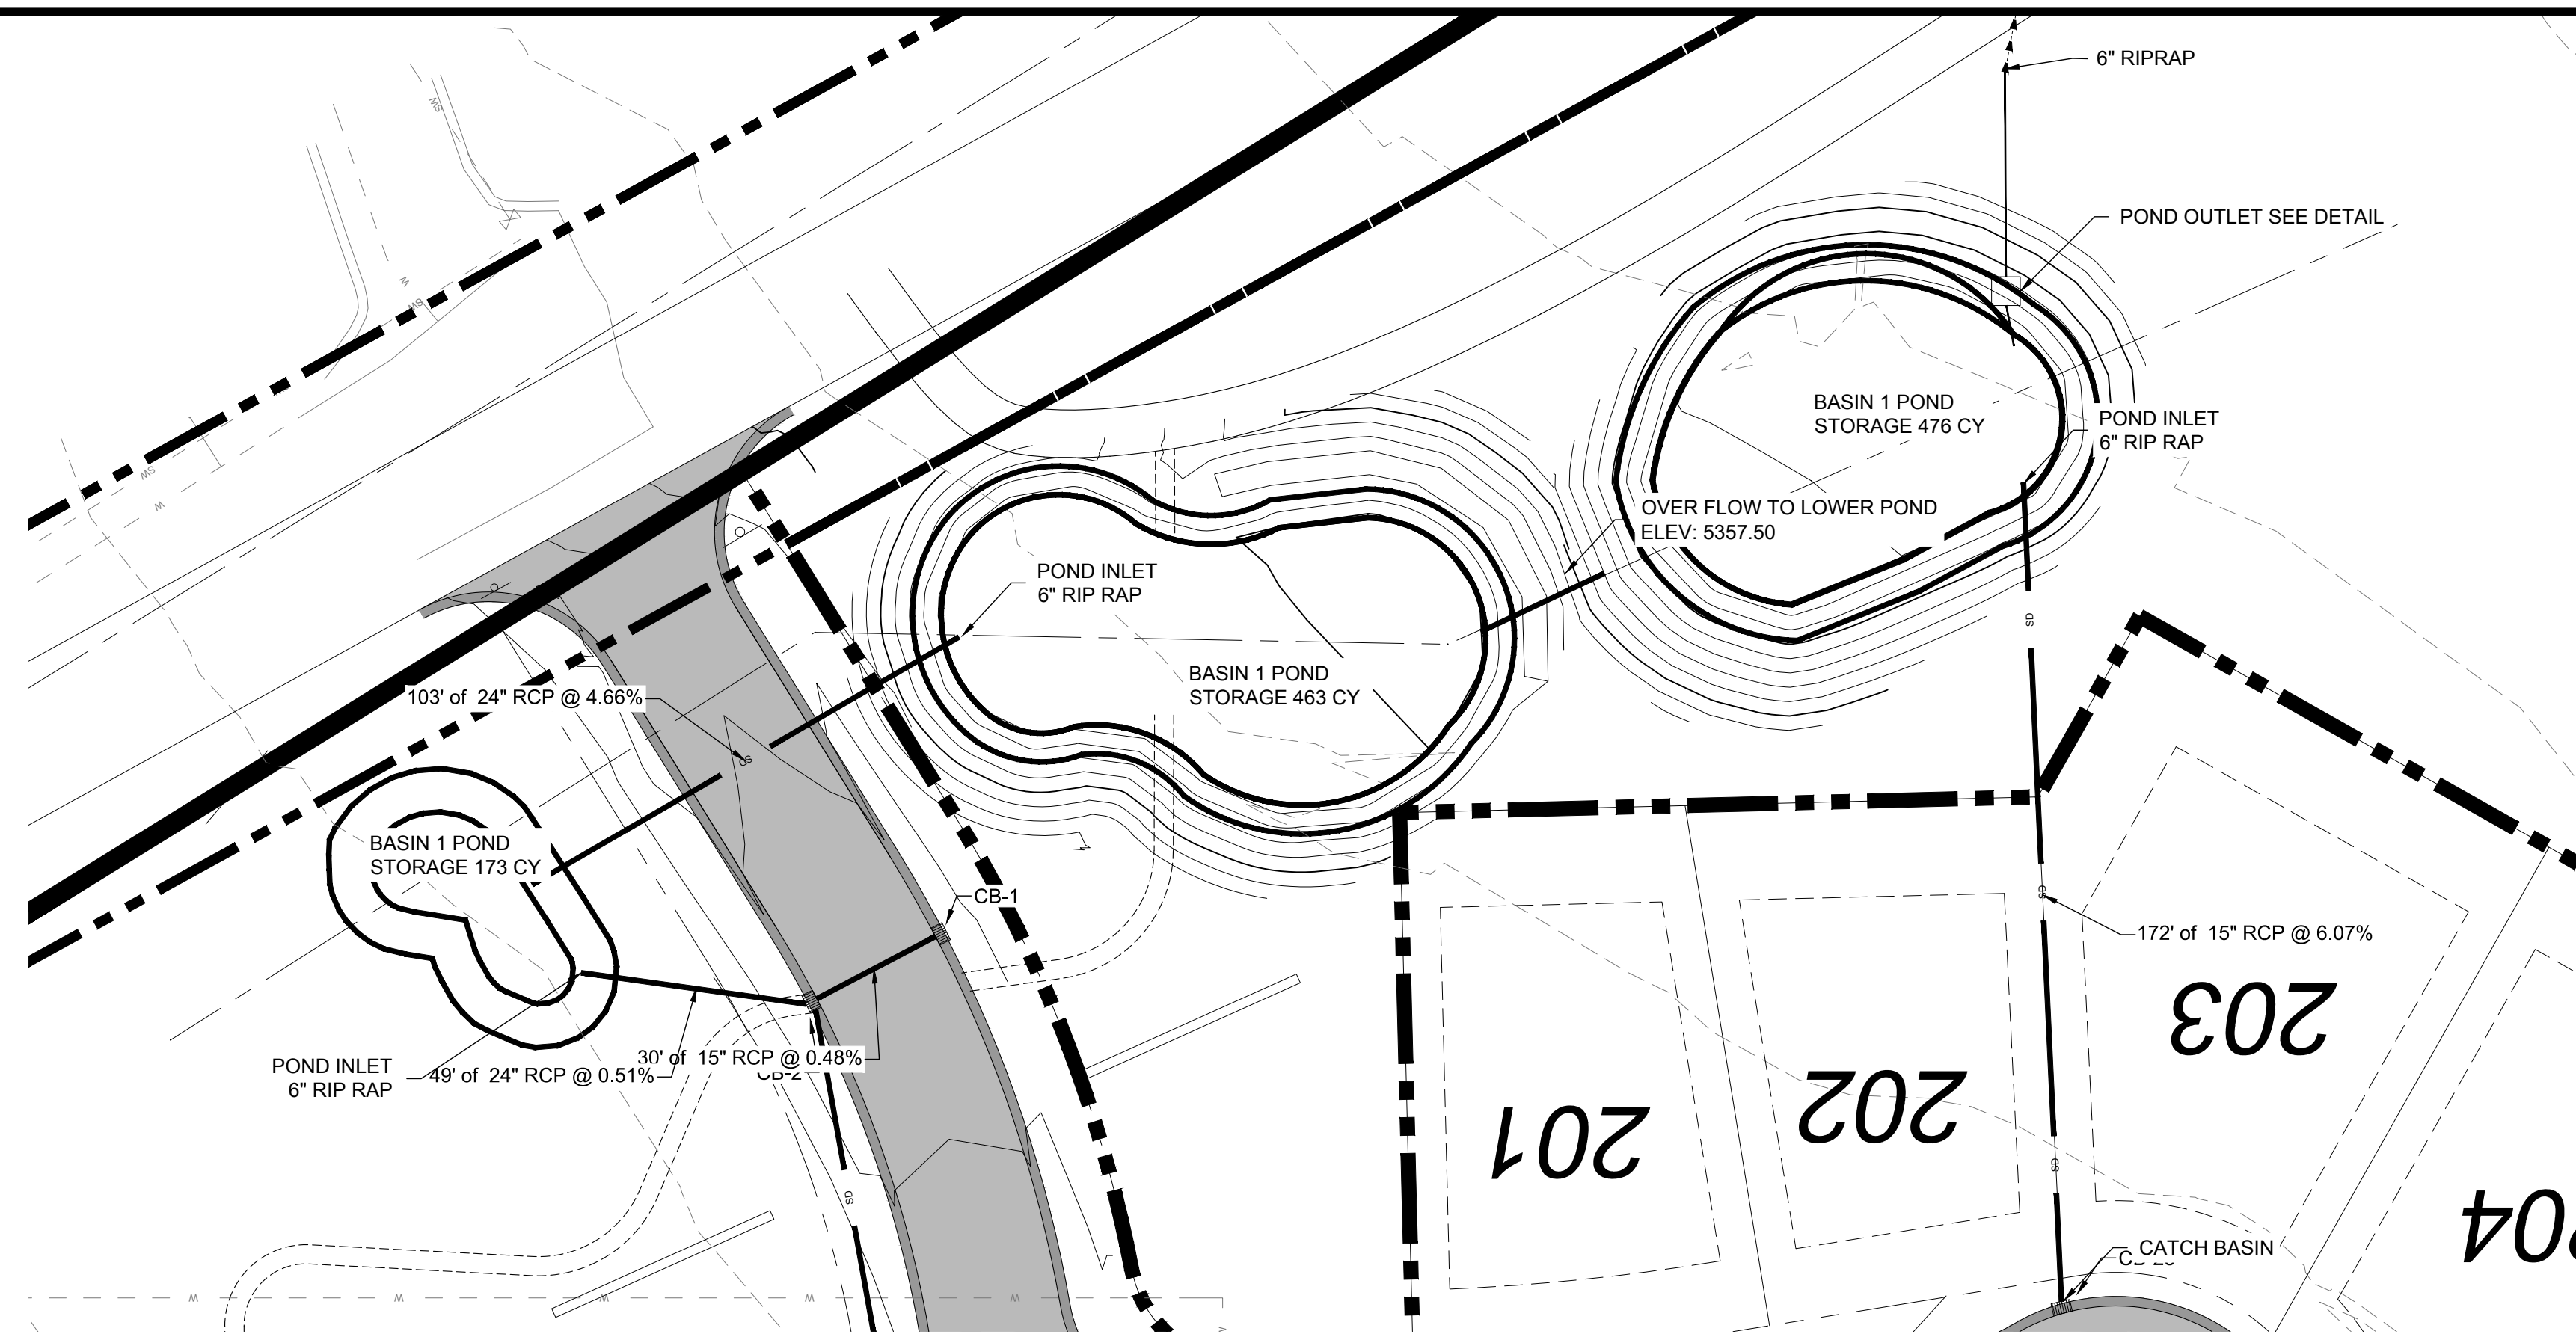 6" RIPRAP
POND OUTLET SEE DETAIL
BASIN 1 POND
STORAGE 476 CY
POND INLET
6" RIP RAP
OVER FLOW TO LOWER POND
ELEV: 5357.50
POND INLET
6" RIP RAP
BASIN 1 POND
STORAGE 463 CY
103' of 24" RCP @ 4.66%
BASIN 1 POND
STORAGE 173 CY
CB-1
172' of 15" RCP @ 6.07%
POND INLET
6" RIP RAP
49' of 24" RCP @ 0.51%
30' of 15" RCP @ 0.48%
CB-2
201
202
203
CATCH BASIN
SW
SW
W
SW
W
SD
SD
SD
SD
SD
W
W
W
W
W